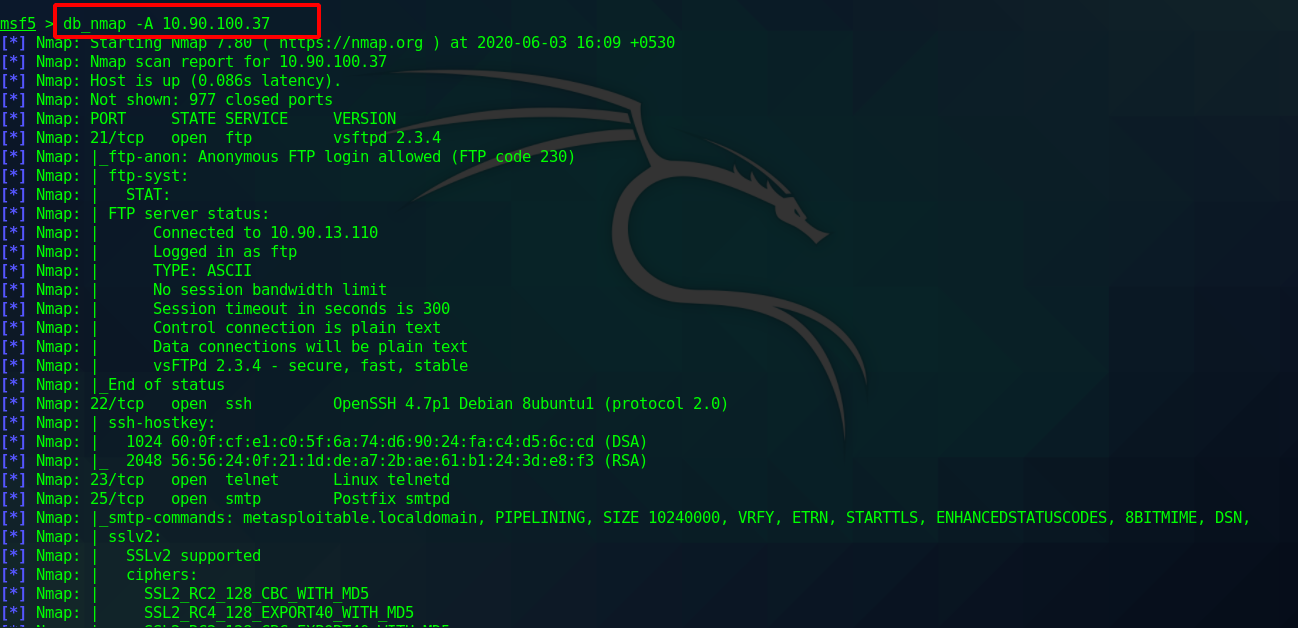 msf5 > db_nmap -A 10.90.100.37
[*] Nmap: Starting Nmap 7.80 ( https://nmap.org ) at 2020-06-03 16:09 +0530
[*] Nmap: Nmap scan report for 10.90.100.37
[*] Nmap: Host is up (0.086s latency).
[*] Nmap: Not shown: 977 closed ports
[*] Nmap: PORT     STATE SERVICE     VERSION
[*] Nmap: 21/tcp   open  ftp         vsftpd 2.3.4
[*] Nmap: |_ftp-anon: Anonymous FTP login allowed (FTP code 230)
[*] Nmap: | ftp-syst:
[*] Nmap: |   STAT:
[*] Nmap: | FTP server status:
[*] Nmap: |      Connected to 10.90.13.110
[*] Nmap: |      Logged in as ftp
[*] Nmap: |      TYPE: ASCII
[*] Nmap: |      No session bandwidth limit
[*] Nmap: |      Session timeout in seconds is 300
[*] Nmap: |      Control connection is plain text
[*] Nmap: |      Data connections will be plain text
[*] Nmap: |      vsFTPd 2.3.4 - secure, fast, stable
[*] Nmap: |_End of status
[*] Nmap: 22/tcp   open  ssh         OpenSSH 4.7p1 Debian 8ubuntu1 (protocol 2.0)
[*] Nmap: | ssh-hostkey:
[*] Nmap: |   1024 60:0f:cf:e1:c0:5f:6a:74:d6:90:24:fa:c4:d5:6c:cd (DSA)
[*] Nmap: |_  2048 56:56:24:0f:21:1d:de:a7:2b:ae:61:b1:24:3d:e8:f3 (RSA)
[*] Nmap: 23/tcp   open  telnet      Linux telnetd
[*] Nmap: 25/tcp   open  smtp        Postfix smtpd
[*] Nmap: |_smtp-commands: metasploitable.localdomain, PIPELINING, SIZE 10240000, VRFY, ETRN, STARTTLS, ENHANCEDSTATUSCODES, 8BITMIME, DSN,
[*] Nmap: | sslv2:
[*] Nmap: |   SSLv2 supported
[*] Nmap: |   ciphers:
[*] Nmap: |     SSL2_RC2_128_CBC_WITH_MD5
[*] Nmap: |     SSL2_RC4_128_EXPORT40_WITH_MD5